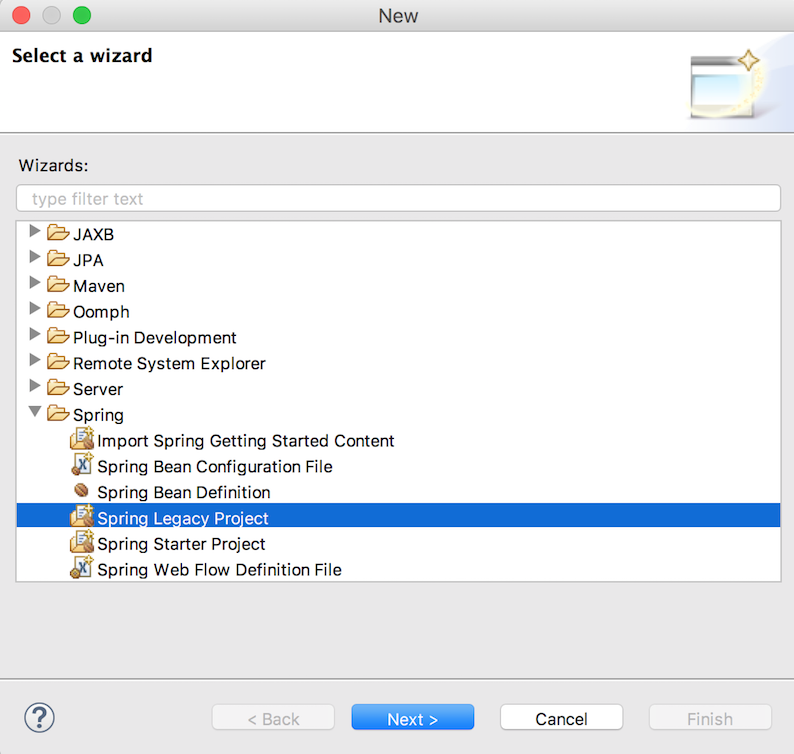 New
Select a wizard
Wizards:
type filter text
JAXB
JPA
Maven
Oomph
Plug-in Development
Remote System Explorer
Server
Spring
Import Spring Getting Started Content
Spring Bean Configuration File
Spring Bean Definition
Spring Legacy Project
Spring Starter Project
Spring Web Flow Definition File
? < Back Next > Cancel Finish